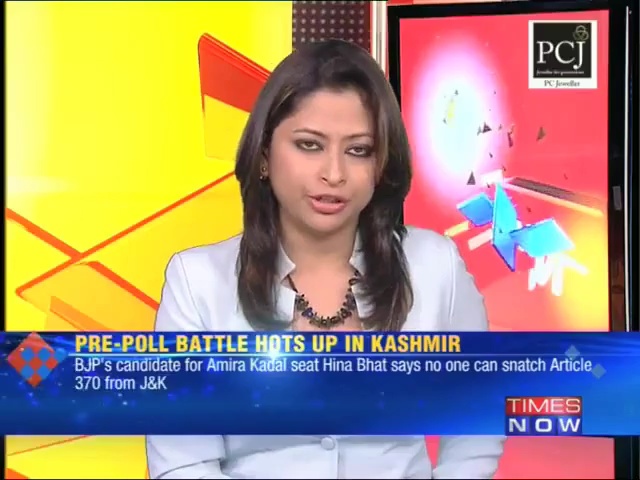 PCJ
PC Jeweller
PRE-POLL BATTLE HOTS UP IN KASHMIR
BJP's candidate for Amira Kadal seat Hina Bhat says no one can snatch Article
370 from J&K
TIMES
NOW